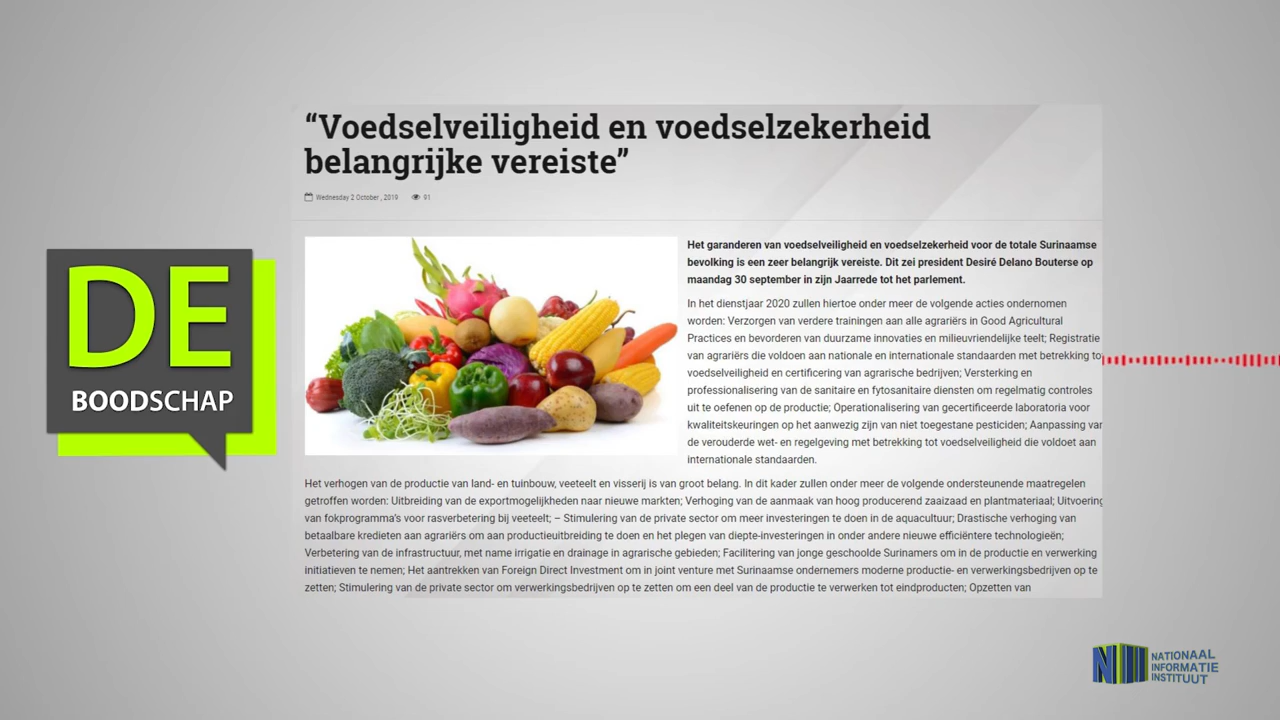 “Voedselveiligheid en voedselzekerheid
belangrijke vereiste”
Wednesday 2 October , 2019 91
Het garanderen van voedselveiligheid en voedselzekerheid voor de totale Surinaamse
bevolking is een zeer belangrijk vereiste. Dit zei president Desiré Delano Bouterse op
maandag 30 september in zijn Jaarrede tot het parlement.
In het dienstjaar 2020 zullen hiertoe onder meer de volgende acties ondernomen
worden: Verzorgen van verdere trainingen aan alle agrariërs in Good Agricultural
Practices en bevorderen van duurzame innovaties en milieuvriendelijke teelt; Registratie
van agrariërs die voldoen aan nationale en internationale standaarden met betrekking to
voedselveiligheid en certificering van agrarische bedrijven; Versterking en
professionalisering van de sanitaire en fytosanitaire diensten om regelmatig controles
uit te oefenen op de productie; Operationalisering van gecertificeerde laboratoria voor
kwaliteitskeuringen op het aanwezig zijn van niet toegestane pesticiden; Aanpassing van
de verouderde wet- en regelgeving met betrekking tot voedselveiligheid die voldoet aan
internationale standaarden.
Het verhogen van de productie van land- en tuinbouw, veeteelt en visserij is van groot belang. In dit kader zullen onder meer de volgende ondersteunende maatregelen
getroffen worden: Uitbreiding van de exportmogelijkheden naar nieuwe markten; Verhoging van de aanmaak van hoog producerend zaaizaad en plantmateriaal; Uitvoering
van fokprogramma’s voor rasverbetering bij veeteelt; – Stimulering van de private sector om meer investeringen te doen in de aquacultuur; Drastische verhoging van
betaalbare kredieten aan agrariërs om aan productieuitbreiding te doen en het plegen van diepte-investeringen in onder andere nieuwe efficiëntere technologieën;
Verbetering van de infrastructuur, met name irrigatie en drainage in agrarische gebieden; Facilitering van jonge geschoolde Surinamers om in de productie en verwerking
initiatieven te nemen; Het aantrekken van Foreign Direct Investment om in joint venture met Surinaamse ondernemers moderne productie- en verwerkingsbedrijven op te
zetten; Stimulering van de private sector om verwerkingsbedrijven op te zetten om een deel van de productie te verwerken tot eindproducten; Opzetten van
DE
BOODSCHAP
NII
NATIONAAL
INFORMATIE
INSTITUUT